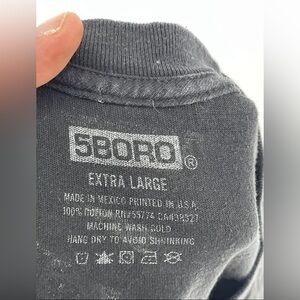 5BORO®
EXTRA LARGE
MADE IN MEXICO PRINTED IN U.S.A.
100% COTTON RN#55774 CA#38327
MACHINE WASH COLD
HANG DRY TO AVOID SHRINKING